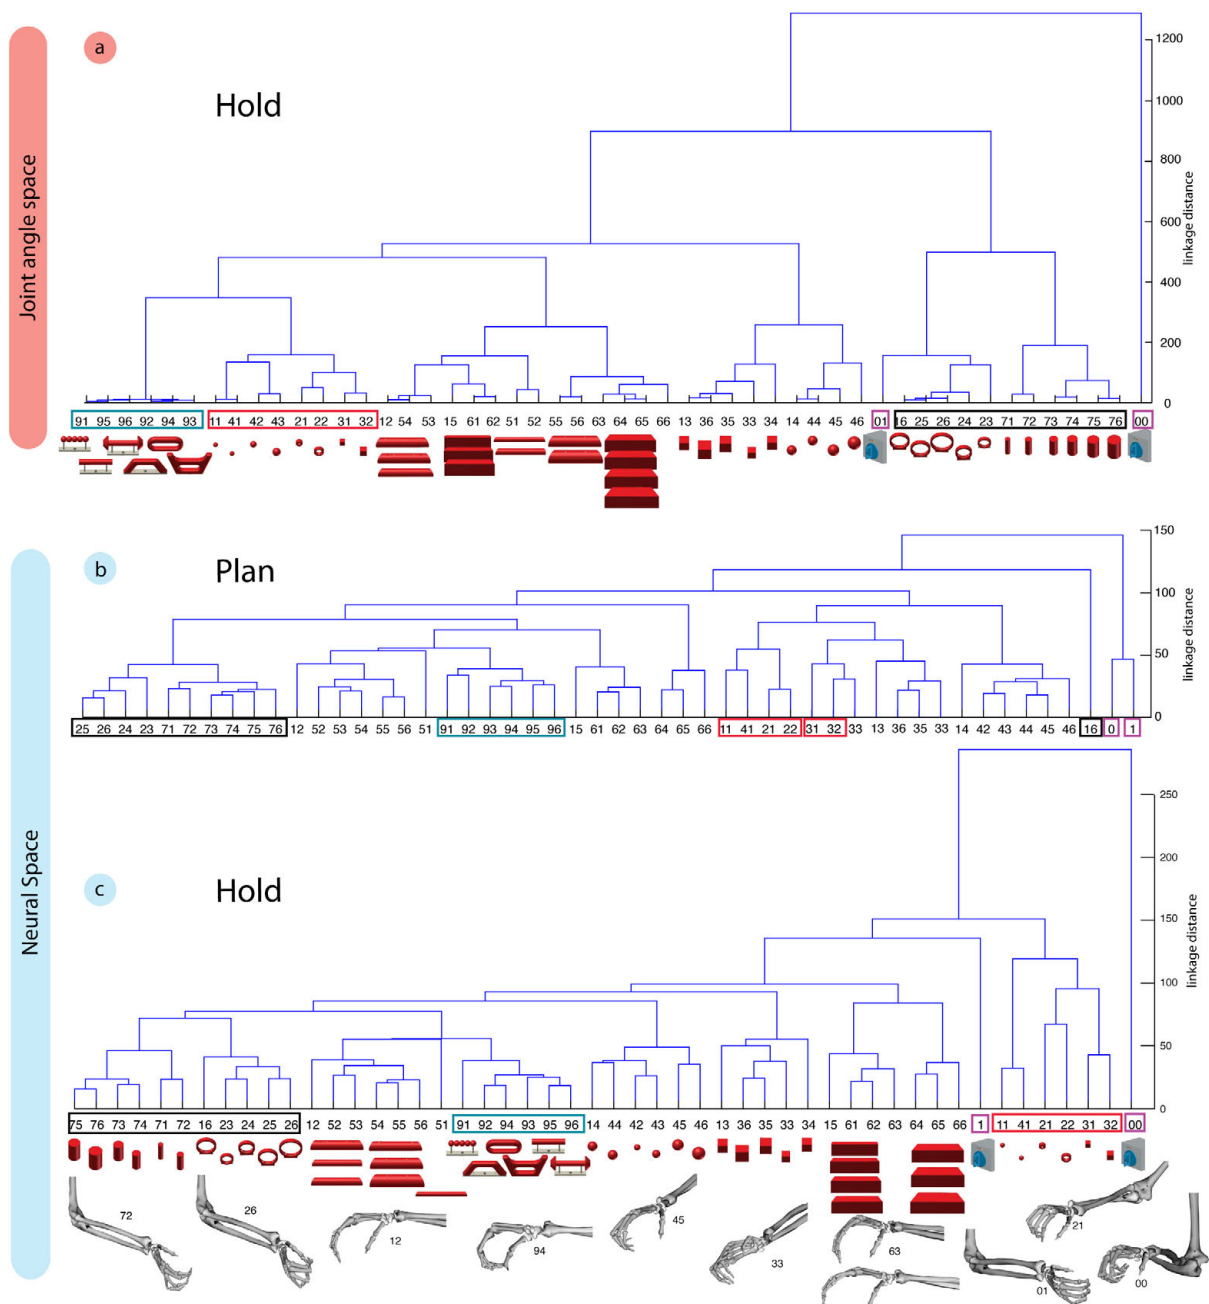 a
Hold
Joint angle space
1200
1000
800
600
400
200
0
linkage distance
91 95 96 92 94 93 11 41 42 43 21 22 31 32 12 54 53 15 61 62 51 52 55 56 63 64 65 66 13 36 35 33 34 14 44 45 46 01 16 25 26 24 23 71 72 73 74 75 76 00
b
Plan
Neural Space
150
100
50
0
linkage distance
25 26 24 23 71 72 73 74 75 76 12 52 53 54 55 56 51 91 92 93 94 95 96 15 61 62 63 64 65 66 11 41 21 22 31 32 33 13 36 35 33 14 42 43 44 45 46 16 0 1
c
Hold
250
200
150
100
50
0
linkage distance
75 76 73 74 71 72 16 23 24 25 26 12 52 53 54 55 56 51 91 92 94 93 95 96 14 44 42 43 45 46 13 36 35 33 34 15 61 62 63 64 65 66 1 11 41 21 22 31 32 00
72
26
12
94
45
33
63
21
01
00